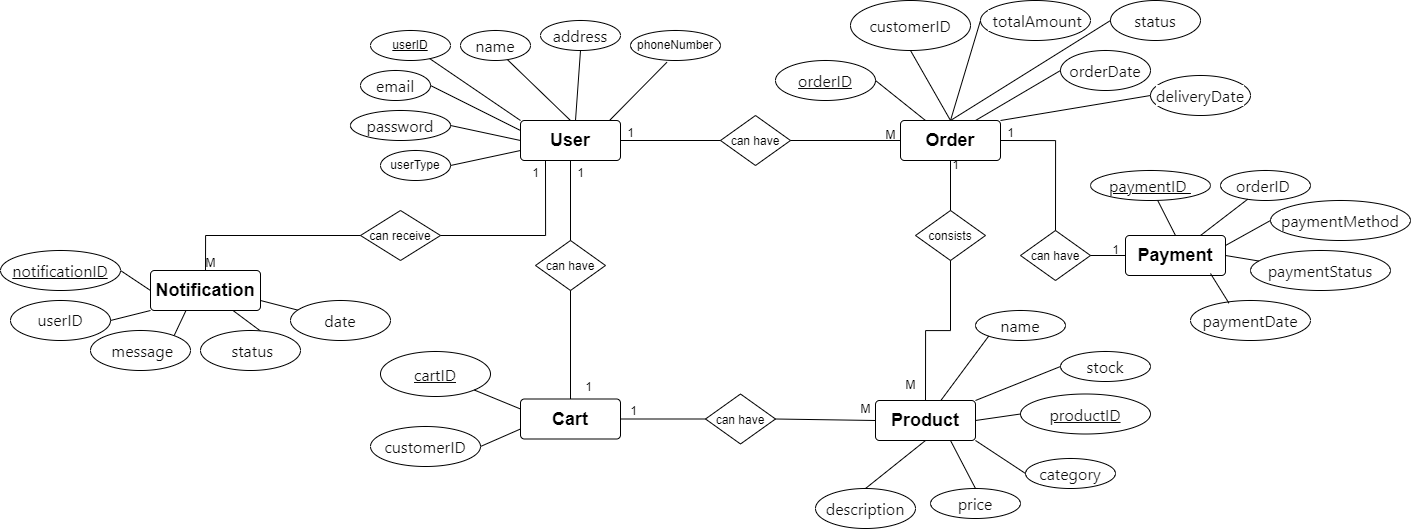 customerID
totalAmount
status
userID
name
address
phoneNumber
orderID
orderDate
email
deliveryDate
password
User
1
can have
M
Order
1
userType
1
1
1
paymentID
orderID
paymentMethod
can receive
consists
can have
1
Payment
M
can have
paymentStatus
notificationID
Notification
userID
date
message
status
paymentDate
name
stock
cartID
1
M
Cart
1
can have
M
Product
productID
customerID
category
description
price